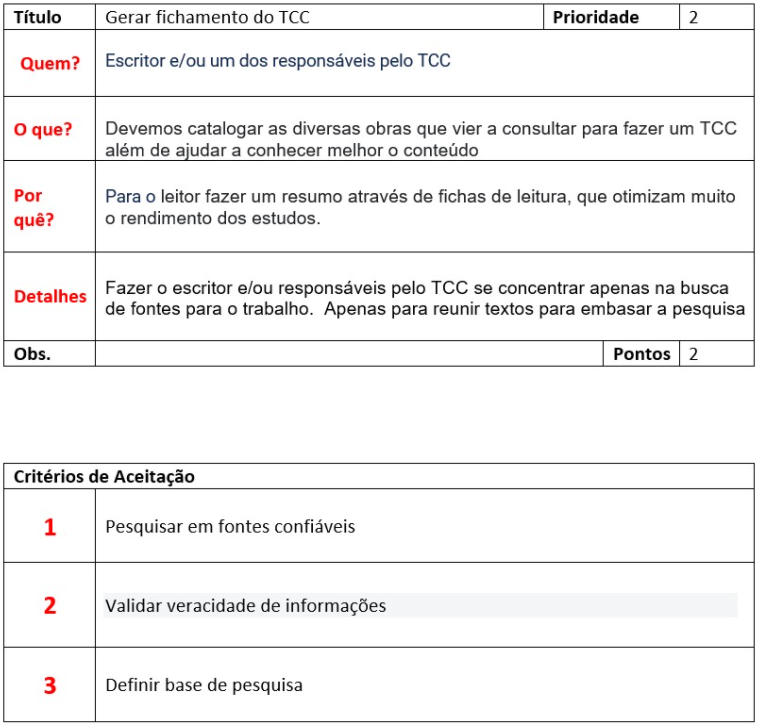 Título Gerar fichamento do TCC Prioridade 2
Quem? Escritor e/ou um dos responsáveis pelo TCC
O que? Devemos catalogar as diversas obras que vier a consultar para fazer um TCC
além de ajudar a conhecer melhor o conteúdo
Por
quê?
Para o leitor fazer um resumo através de fichas de leitura, que otimizam muito
o rendimento dos estudos.
Detalhes
Fazer o escritor e/ou responsáveis pelo TCC se concentrar apenas na busca
de fontes para o trabalho.  Apenas para reunir textos para embasar a pesquisa
Obs. Pontos 2
Critérios de Aceitação
1 Pesquisar em fontes confiáveis
2 Validar veracidade de informações
3 Definir base de pesquisa